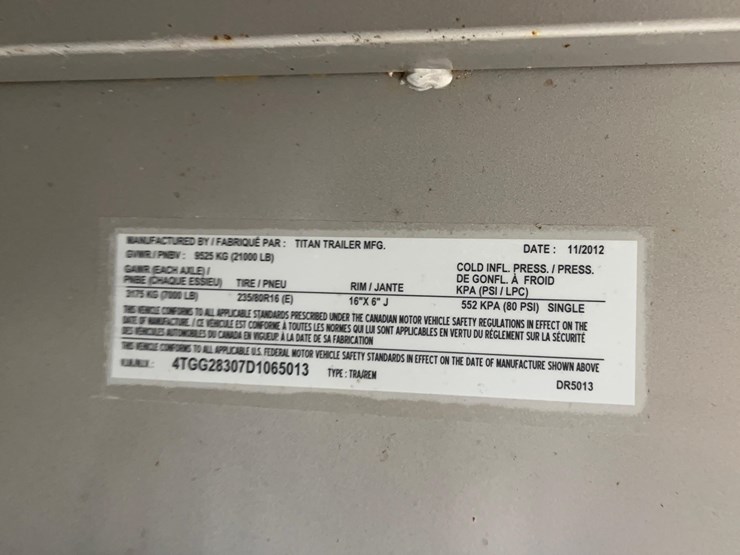 MANUFACTURED BY / FABRIQUÉ PAR : TITAN TRAILER MFG. DATE : 11/2012
GVWR / PNBV : 9525 KG (21000 LB)
GAWR (EACH AXLE) / PNBE (CHAQUE ESSIEU) TIRE / PNEU RIM / JANTE COLD INFL. PRESS. / PRESS. DE GONFL. À FROID KPA (PSI / LPC)
3175 KG (7000 LB) 235/80R16 (E) 16"X 6" J 552 KPA (80 PSI) SINGLE
THIS VEHICLE CONFORMS TO ALL APPLICABLE STANDARDS PRESCRIBED UNDER THE CANADIAN MOTOR VEHICLE SAFETY REGULATIONS IN EFFECT ON THE
DATE OF MANUFACTURE. / CE VÉHICULE EST CONFORME À TOUTES LES NORMES QUI LUI SONT APPLICABLES EN VERTU DU RÈGLEMENT SUR LA SÉCURITÉ
DES VÉHICULES AUTOMOBILES DU CANADA EN VIGUEUR À LA DATE DE SA FABRICATION
THIS VEHICLE CONFORMS TO ALL APPLICABLE U.S. FEDERAL MOTOR VEHICLE SAFETY STANDARDS IN EFFECT ON THE DATE OF MANUFACTURE SHOWN ABOVE
4TGG28307D1065013 TYPE : TRA/REM DR5013